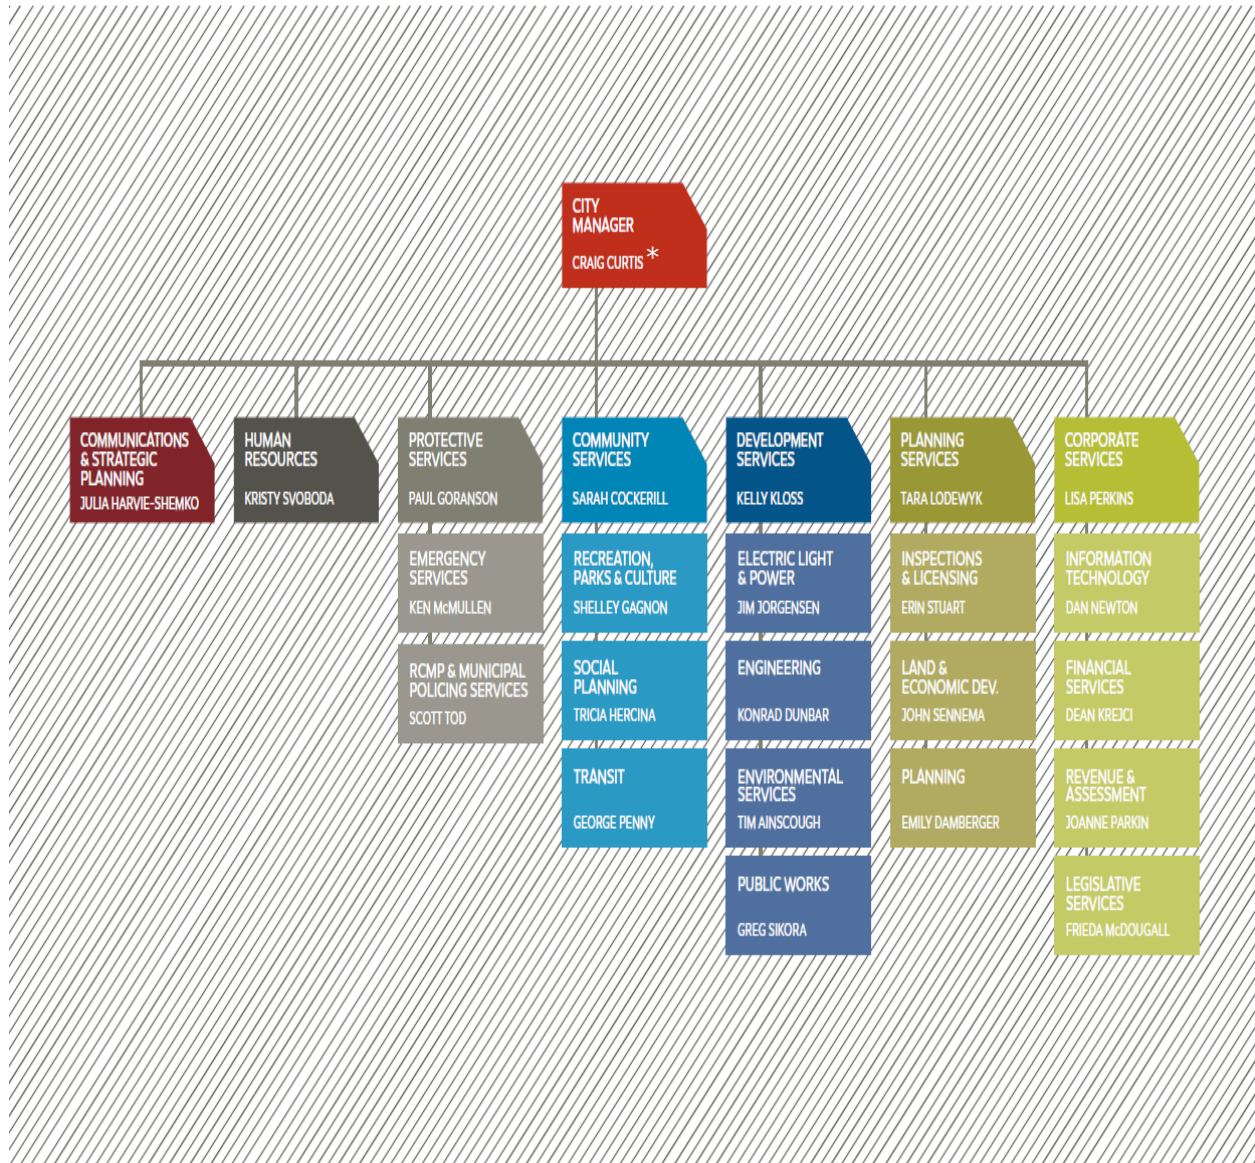 CITY
MANAGER
CRAIG CURTIS *
COMMUNICATIONS
& STRATEGIC
PLANNING
JULIA HARVIE-SHEMKO
HUMAN
RESOURCES
KRISTY SVOBODA
PROTECTIVE
SERVICES
PAUL GORANSON
EMERGENCY
SERVICES
KEN McMULLEN
RCMP & MUNICIPAL
POLICING SERVICES
SCOTT TOD
COMMUNITY
SERVICES
SARAH COCKERILL
RECREATION,
PARKS & CULTURE
SHELLEY GAGNON
SOCIAL
PLANNING
TRICIA HERCINA
TRANSIT
GEORGE PENNY
DEVELOPMENT
SERVICES
KELLY KLOSS
ELECTRIC LIGHT
& POWER
JIM JORGENSEN
ENGINEERING
KONRAD DUNBAR
ENVIRONMENTAL
SERVICES
TIM AINSCOUGH
PUBLIC WORKS
GREG SIKORA
PLANNING
SERVICES
TARA LODEWYK
INSPECTIONS
& LICENSING
ERIN STUART
LAND &
ECONOMIC DEV.
JOHN SENNEMA
PLANNING
EMILY DAMBERGER
CORPORATE
SERVICES
LISA PERKINS
INFORMATION
TECHNOLOGY
DAN NEWTON
FINANCIAL
SERVICES
DEAN KREJCI
REVENUE &
ASSESSMENT
JOANNE PARKIN
LEGISLATIVE
SERVICES
FRIEDA McDOUGALL